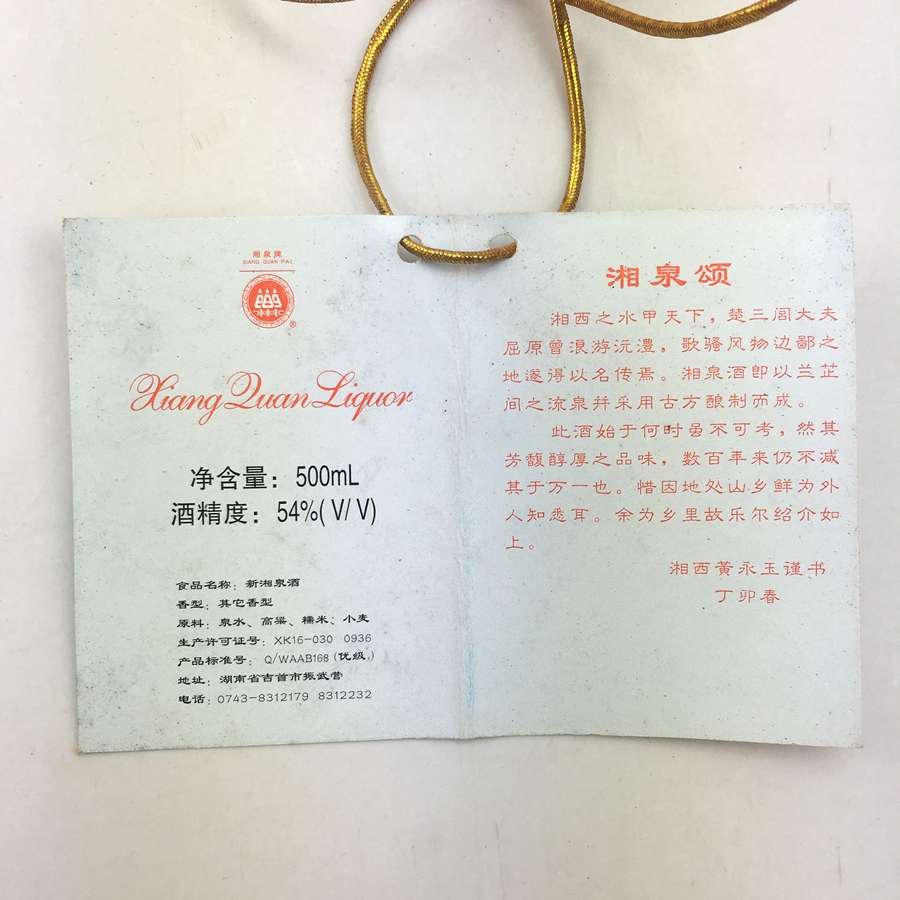 湘泉牌
XIANG QUAN PAI
®
Xiang Quan Liquor
净含量：500mL
酒精度：54%(V/V)
食品名称：新湘泉酒
香型：其它香型
原料：泉水、高粱、糯米、小麦
生产许可证号：XK16-030 0936
产品标准号：Q/WAAB168（优级）
地址：湖南省吉首市振武营
电话：0743-8312179 8312232
湘泉颂
湘西之水甲天下，楚三闾大夫
屈原曾浪游沅澧，歌骚风物边鄙之
地遂得以名传焉。湘泉酒即以兰芷
间之流泉并采用古方酿制而成。
此酒始于何时虽不可考，然其
芳馥醇厚之品味，数百年来仍不减
其于万一也。惜因地处山乡鲜为外
人知悉耳。余为乡里故乐尔绍介如
上。
湘西黄永玉谨书
丁卯春